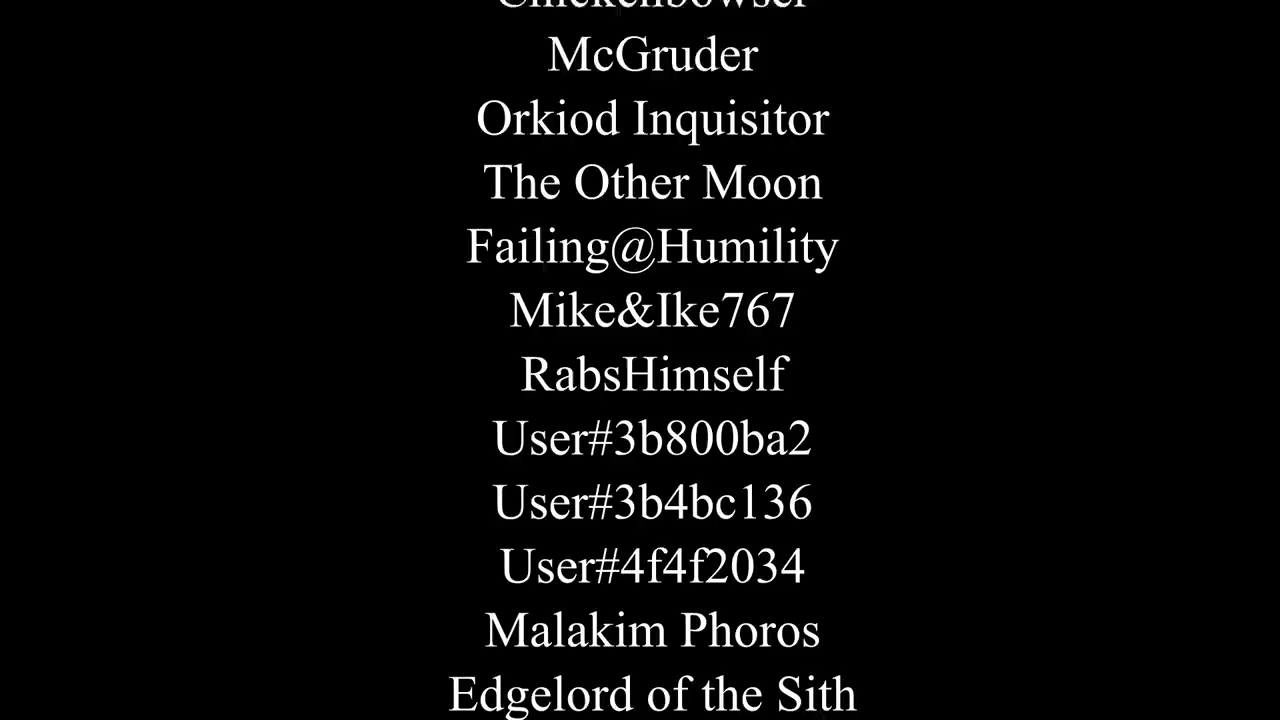 Chickenbowser
McGruder
Orkiod Inquisitor
The Other Moon
Failing@Humility
Mike&Ike767
RabsHimself
User#3b800ba2
User#3b4bc136
User#4f4f2034
Malakim Phoros
Edgelord of the Sith